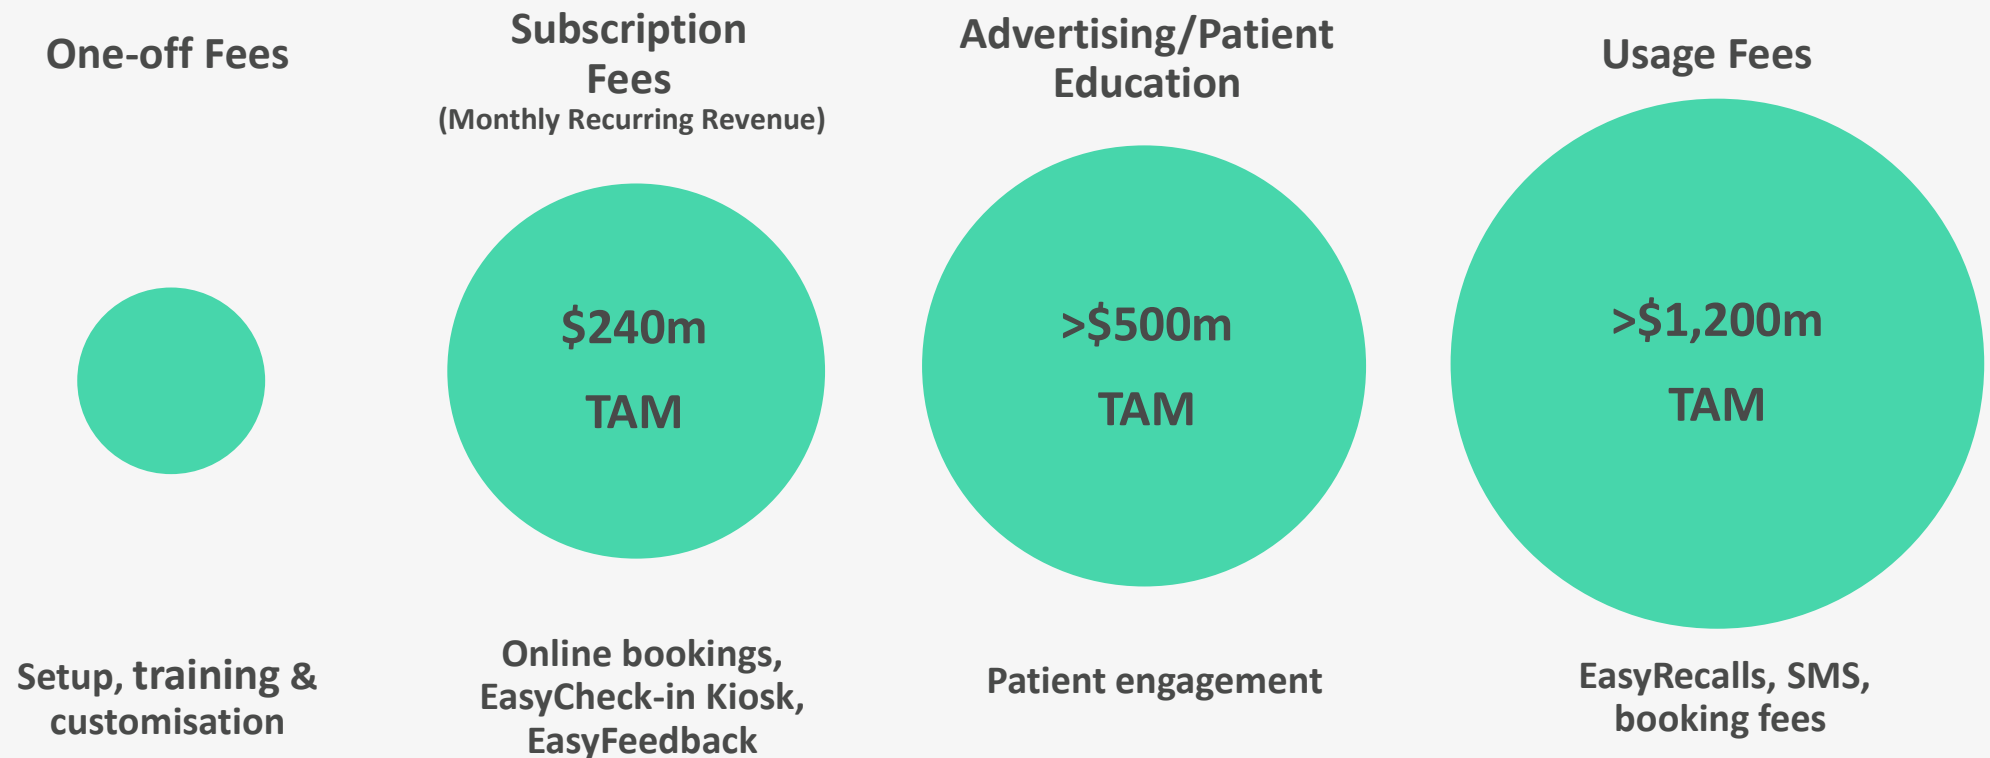 One-off Fees
Subscription
Fees
(Monthly Recurring Revenue)
Advertising/Patient
Education
Usage Fees
$240m
TAM
>$500m
TAM
>$1,200m
TAM
Setup, training &
customisation
Online bookings,
EasyCheck-in Kiosk,
EasyFeedback
Patient engagement
EasyRecalls, SMS,
booking fees